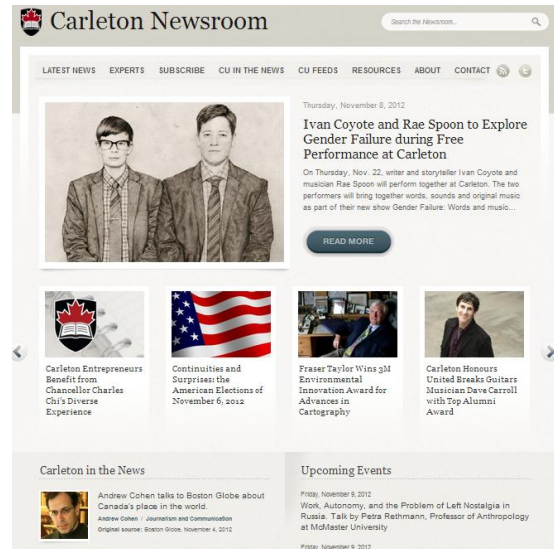 Carleton Newsroom
Search the Newsroom...
LATEST NEWS EXPERTS SUBSCRIBE CU IN THE NEWS CU FEEDS RESOURCES ABOUT CONTACT
Thursday, November 8, 2012
Ivan Coyote and Rae Spoon to Explore
Gender Failure during Free
Performance at Carleton
On Thursday, Nov. 22, writer and storyteller Ivan Coyote and
musician Rae Spoon will perform together at Carleton. The two
performers will bring together words, sounds and original music
as part of their new show Gender Failure: Words and music...
READ MORE
Carleton Entrepreneurs
Benefit from
Chancellor Charles
Chi's Diverse
Experience
Continuities and
Surprises: the
American Elections of
November 6, 2012
Fraser Taylor Wins 3M
Environmental
Innovation Award for
Advances in
Cartography
Carleton Honours
United Breaks Guitars
Musician Dave Carroll
with Top Alumni
Award
Carleton in the News
Andrew Cohen talks to Boston Globe about
Canada's place in the world.
Andrew Cohen / Journalism and Communication
Original source: Boston Globe, November 4, 2012
Upcoming Events
Friday, November 9, 2012
Work, Autonomy, and the Problem of Left Nostalgia in
Russia. Talk by Petra Rethmann, Professor of Anthropology
at McMaster University
Friday, November 9, 2012